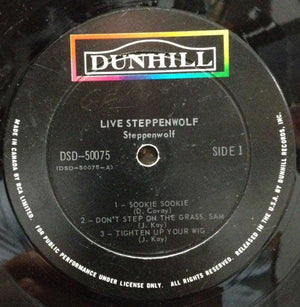 DUNHILL
LIVE STEPPENWOLF
Steppenwolf
DSD-50075
SIDE 1
(DSD-50075-A)
1 - SOOKIE SOOKIE
(D. Covay)
2 - DON'T STEP ON THE GRASS, SAM
(J. Kay)
3 - TIGHTEN UP YOUR WIG
(J. Kay)
MADE IN CANADA BY RCA LIMITED. FOR PUBLIC PERFORMANCE UNDER LICENSE ONLY. ALL RIGHTS RESERVED. RELEASED IN THE U.S. BY DUNHILL RECORDS, INC.